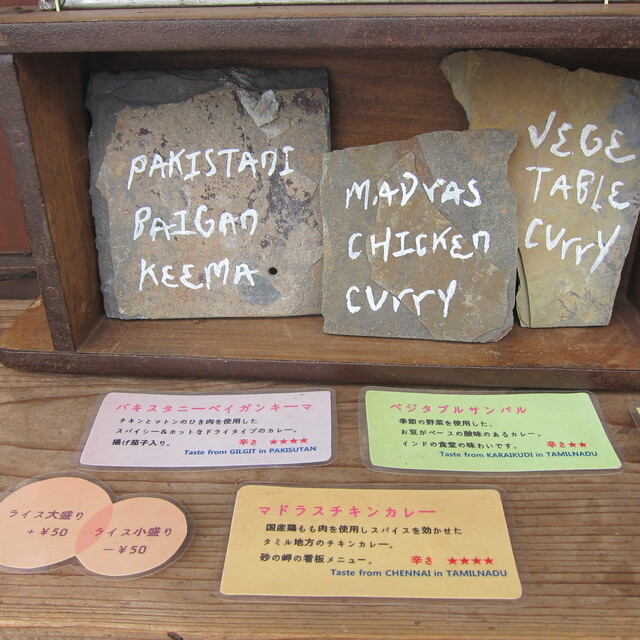 PAKISTANI
BAIGAN
KEEMA
MADRAS
CHICKEN
CURRY
VEGE
TABLE
CURRY
パキスタニーベイガンキーマ
チキンとマトンのひき肉を使用した
スパイシー&ホットなドライタイプのカレー。
揚げ茄子入り。 辛さ ★★★★
Taste from GILGIT in PAKISUTAN
ベジタブルサンバル
季節の野菜を使用した、
お豆がベースの酸味のあるカレー。
インドの食堂の味わいです。 辛さ★★
Taste from KARAIKUDI in TAMILNADU
ライス大盛り
+¥50
ライス小盛り
ー¥50
マドラスチキンカレー
国産鶏もも肉を使用しスパイスを効かせた
タミル地方のチキンカレー。
砂の岬の看板メニュー。 辛さ ★★★★
Taste from CHENNAI in TAMILNADU